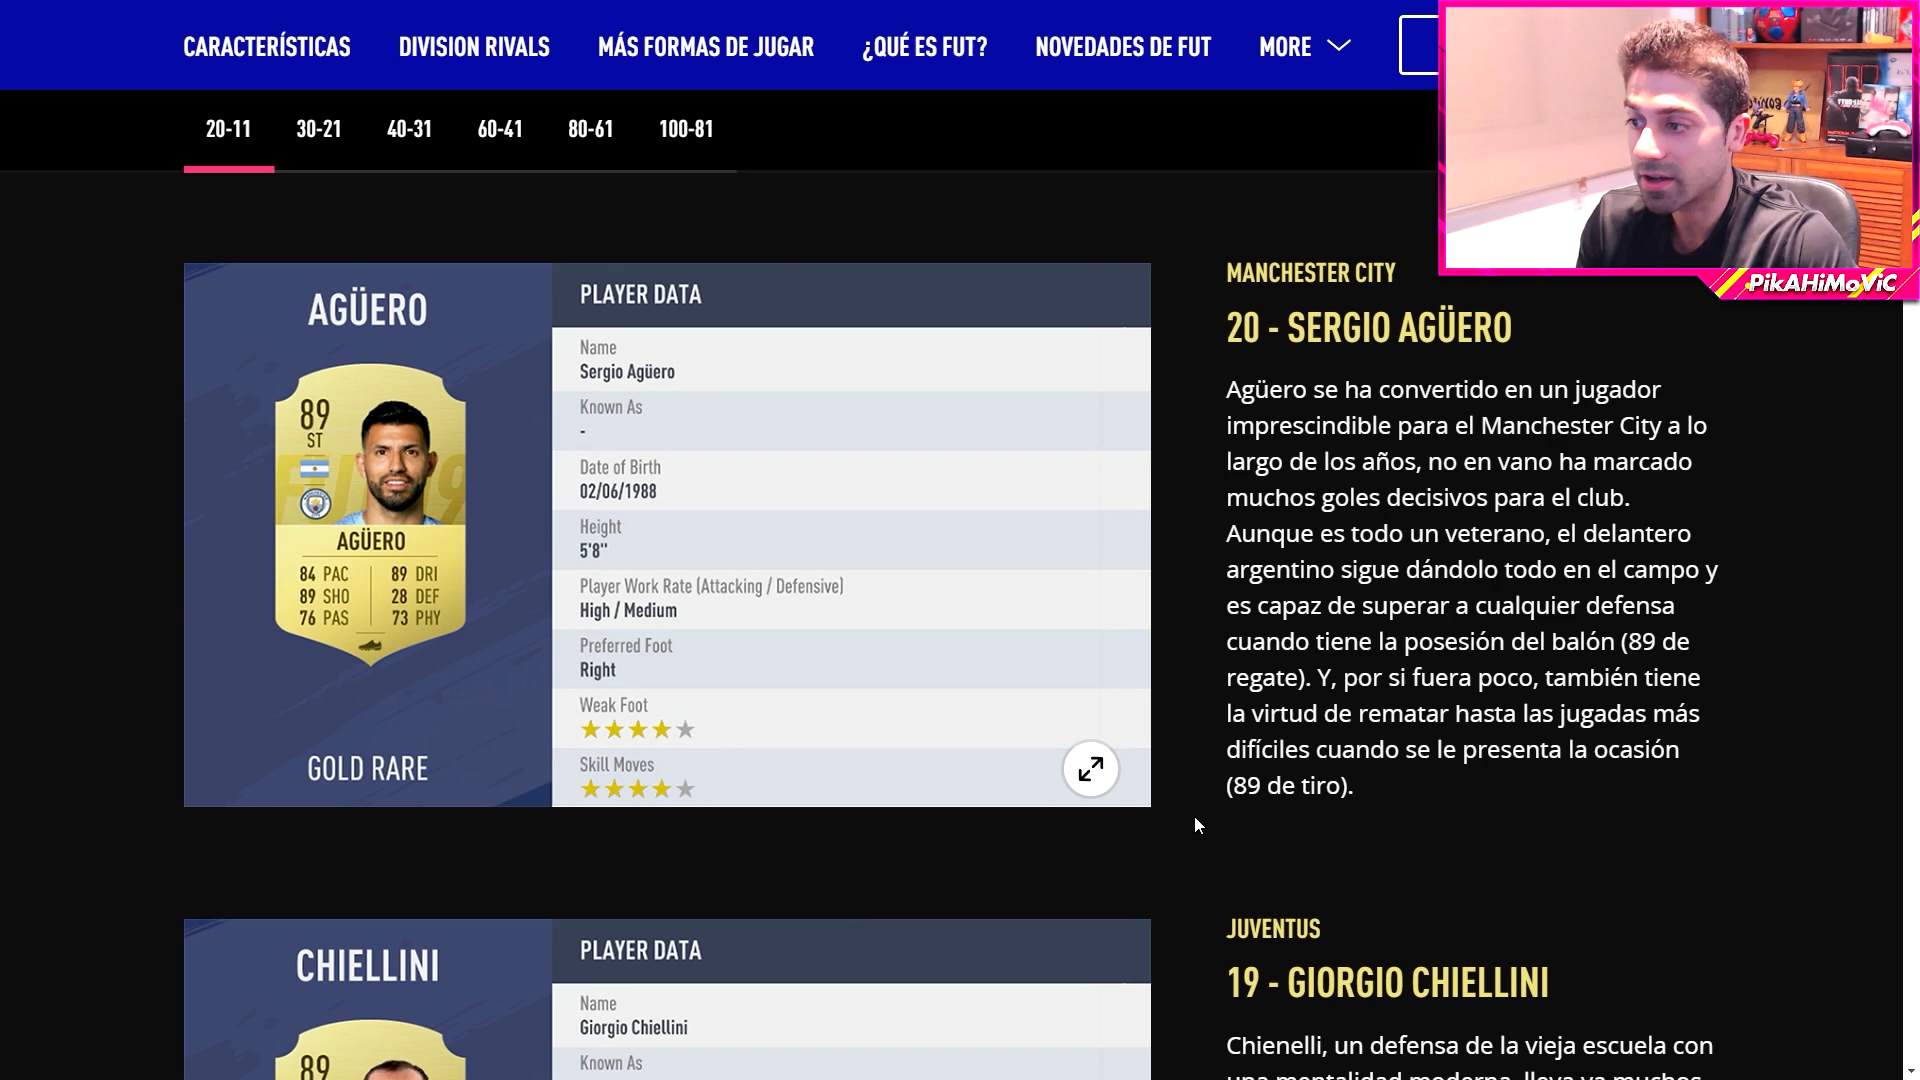 CARACTERÍSTICAS DIVISION RIVALS MÁS FORMAS DE JUGAR ¿QUÉ ES FUT? NOVEDADES DE FUT MORE
20-11 30-21 40-31 60-41 80-61 100-81
PikAHiMoViC
AGÜERO
89
ST
AGÜERO
84 PAC 89 DRI
89 SHO 28 DEF
76 PAS 73 PHY
GOLD RARE
PLAYER DATA
Name
Sergio Agüero
Known As
-
Date of Birth
02/06/1988
Height
5'8''
Player Work Rate (Attacking / Defensive)
High / Medium
Preferred Foot
Right
Weak Foot
Skill Moves
MANCHESTER CITY
20 - SERGIO AGÜERO
Agüero se ha convertido en un jugador
imprescindible para el Manchester City a lo
largo de los años, no en vano ha marcado
muchos goles decisivos para el club.
Aunque es todo un veterano, el delantero
argentino sigue dándolo todo en el campo y
es capaz de superar a cualquier defensa
cuando tiene la posesión del balón (89 de
regate). Y, por si fuera poco, también tiene
la virtud de rematar hasta las jugadas más
difíciles cuando se le presenta la ocasión
(89 de tiro).
CHIELLINI
89
PLAYER DATA
Name
Giorgio Chiellini
Known As
JUVENTUS
19 - GIORGIO CHIELLINI
Chienelli, un defensa de la vieja escuela con
una mentalidad moderna, lleva ya muchos